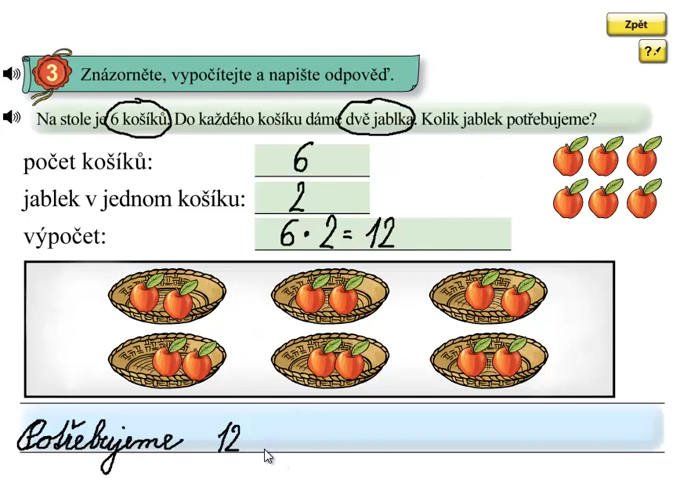 Zpět
?
3 Znázorněte, vypočítejte a napište odpověď.
Na stole je 6 košíků. Do každého košíku dáme dvě jablka. Kolik jablek potřebujeme?
počet košíků: 6
jablek v jednom košíku: 2
výpočet: 6 · 2 = 12
Potřebujeme 12